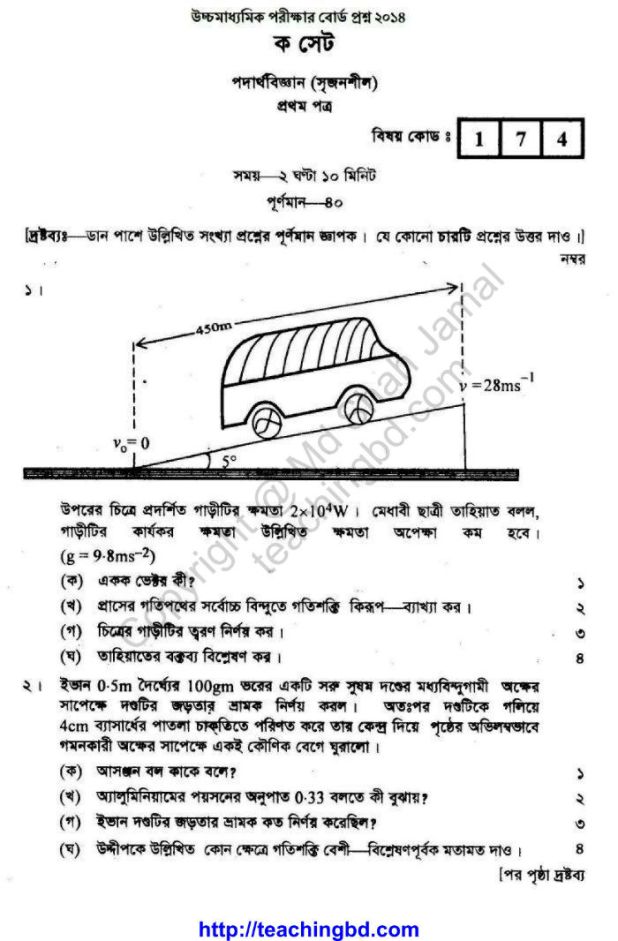 উচ্চমাধ্যমিক পরীক্ষার বোর্ড প্রশ্ন ২০১৪
ক সেট
পদার্থবিজ্ঞান (সৃজনশীল)
প্রথম পত্র
বিষয় কোড ঃ 1 7 4
সময়—২ ঘণ্টা ১০ মিনিট
পূর্ণমান—৪০
[দ্রষ্টব্যঃ—ডান পাশে উল্লিখিত সংখ্যা প্রশ্নের পূর্ণমান জ্ঞাপক। যে কোনো চারটি প্রশ্নের উত্তর দাও।]
নম্বর
১।
450m
v = 28ms⁻¹
v₀= 0
5°
উপরের চিত্রে প্রদর্শিত গাড়ীটির ক্ষমতা 2×10⁴W। মেধাবী ছাত্রী তাহিয়াত বলল,
গাড়ীটির কার্যকর ক্ষমতা উল্লিখিত ক্ষমতা অপেক্ষা কম হবে।
(g = 9·8ms⁻²)
(ক) একক ভেক্টর কী? ১
(খ) প্রাসের গতিপথের সর্বোচ্চ বিন্দুতে গতিশক্তি কিরূপ—ব্যাখ্যা কর। ২
(গ) চিত্রের গাড়ীটির ত্বরণ নির্ণয় কর। ৩
(ঘ) তাহিয়াতের বক্তব্য বিশ্লেষণ কর। ৪
২। ইভান 0·5m দৈর্ঘ্যের 100gm ভরের একটি সরু সুষম দণ্ডের মধ্যবিন্দুগামী অক্ষের
সাপেক্ষে দণ্ডটির জড়তার ভ্রামক নির্ণয় করল। অতঃপর দণ্ডটিকে গলিয়ে
4cm ব্যাসার্ধের পাতলা চাকতিতে পরিণত করে তার কেন্দ্র দিয়ে পৃষ্ঠের অভিলম্বভাবে
গমনকারী অক্ষের সাপেক্ষে একই কৌণিক বেগে ঘুরালো।
(ক) আসঞ্জন বল কাকে বলে? ১
(খ) অ্যালুমিনিয়ামের পয়সনের অনুপাত 0·33 বলতে কী বুঝায়? ২
(গ) ইভান দণ্ডটির জড়তার ভ্রামক কত নির্ণয় করেছিল? ৩
(ঘ) উদ্দীপকে উল্লিখিত কোন ক্ষেত্রে গতিশক্তি বেশী—বিশ্লেষণপূর্বক মতামত দাও। ৪
[পর পৃষ্ঠা দ্রষ্টব্য
Copyright @ Md Shah Jamal
teachingbd.com
http://teachingbd.com